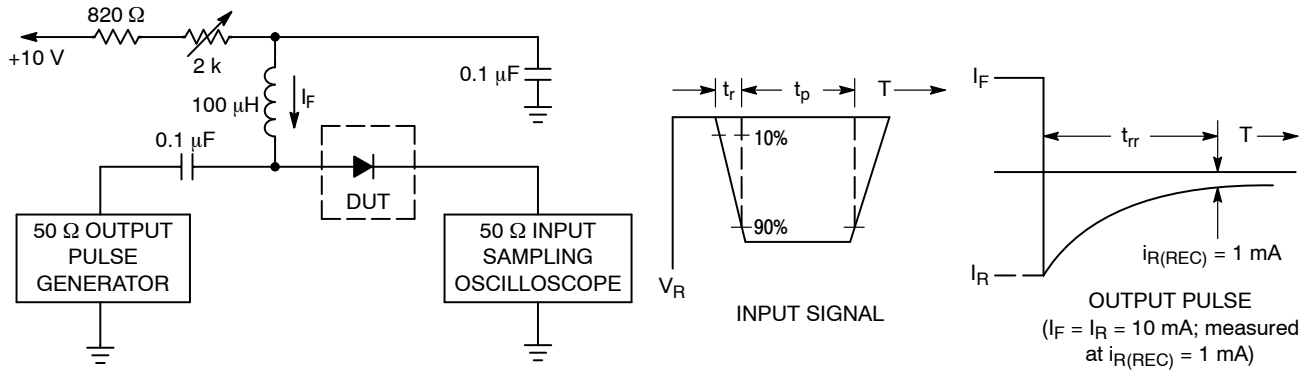 820 Ω
+10 V
2 k
100 μH
I_F
0.1 μF
0.1 μF
DUT
50 Ω OUTPUT
PULSE
GENERATOR
50 Ω INPUT
SAMPLING
OSCILLOSCOPE
t_r
t_p
T
10%
90%
V_R
INPUT SIGNAL
I_F
t_rr
T
I_R
i_R(REC) = 1 mA
OUTPUT PULSE
(I_F = I_R = 10 mA; measured
at i_R(REC) = 1 mA)